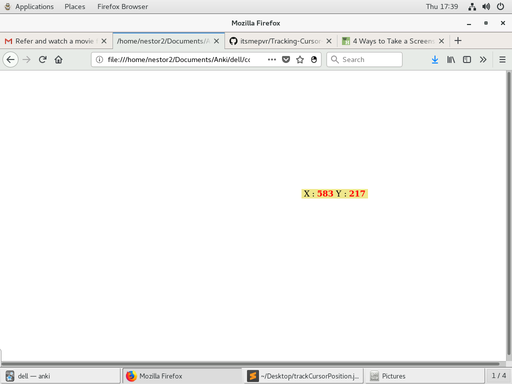 Applications Places Firefox Browser Thu 17:39
Mozilla Firefox
Refer and watch a movie /home/nestor2/Documents/A itsmepvr/Tracking-Cursor 4 Ways to Take a Screens
file:///home/nestor2/Documents/Anki/dell/cc Search
X : 583 Y : 217
dell — anki Mozilla Firefox ~/Desktop/trackCursorPosition.j... Pictures 1 / 4